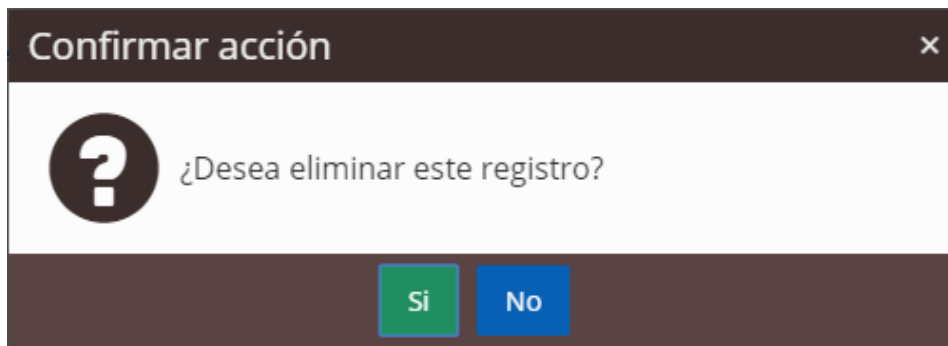 Confirmar acción ×
¿Desea eliminar este registro?
Si No